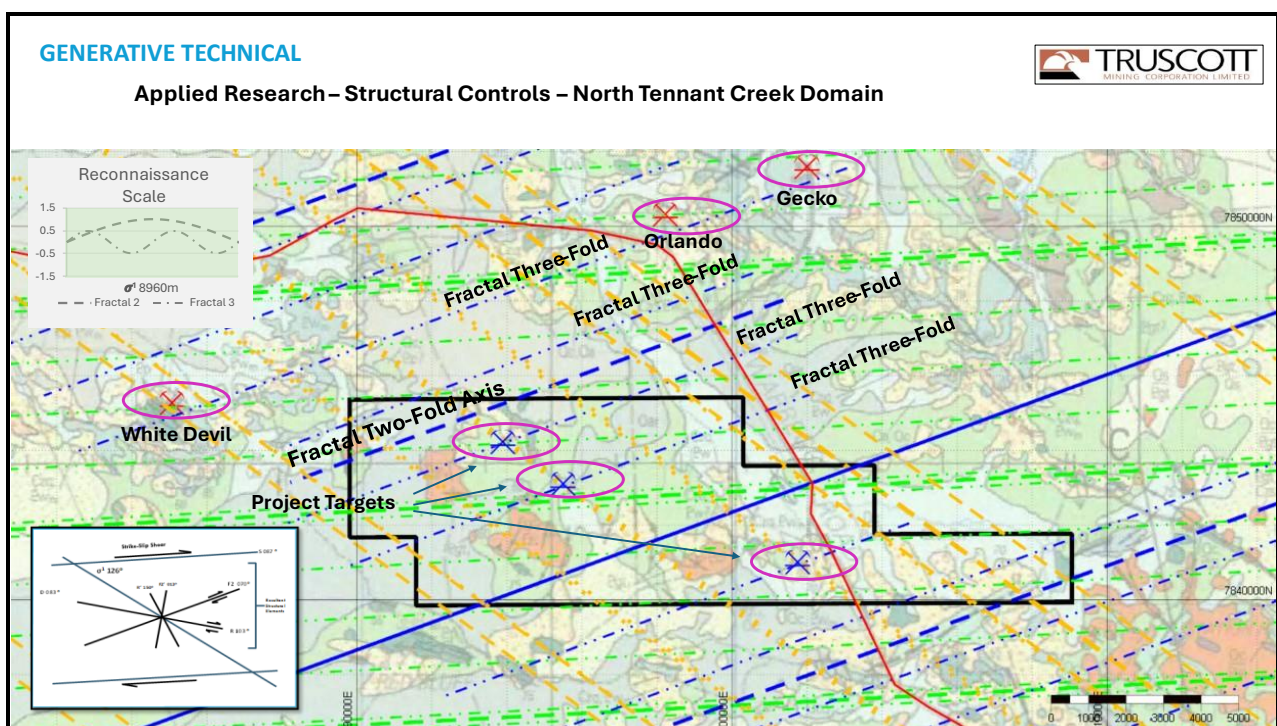 GENERATIVE TECHNICAL
TRUSCOTT
MINING CORPORATION LIMITED
Applied Research – Structural Controls – North Tennant Creek Domain
Reconnaissance
Scale
1.5
0.5
-0.5
-1.5
σ¹ 8960m
Fractal 2
Fractal 3
Gecko
Orlando
7850000N
Fractal Three-Fold
Fractal Three-Fold
Fractal Three-Fold
Fractal Three-Fold
White Devil
Fractal Two-Fold Axis
Project Targets
Strike-Slip Shear
σ¹ 126°
7840000N
0
1000
2000
3000
4000
5000